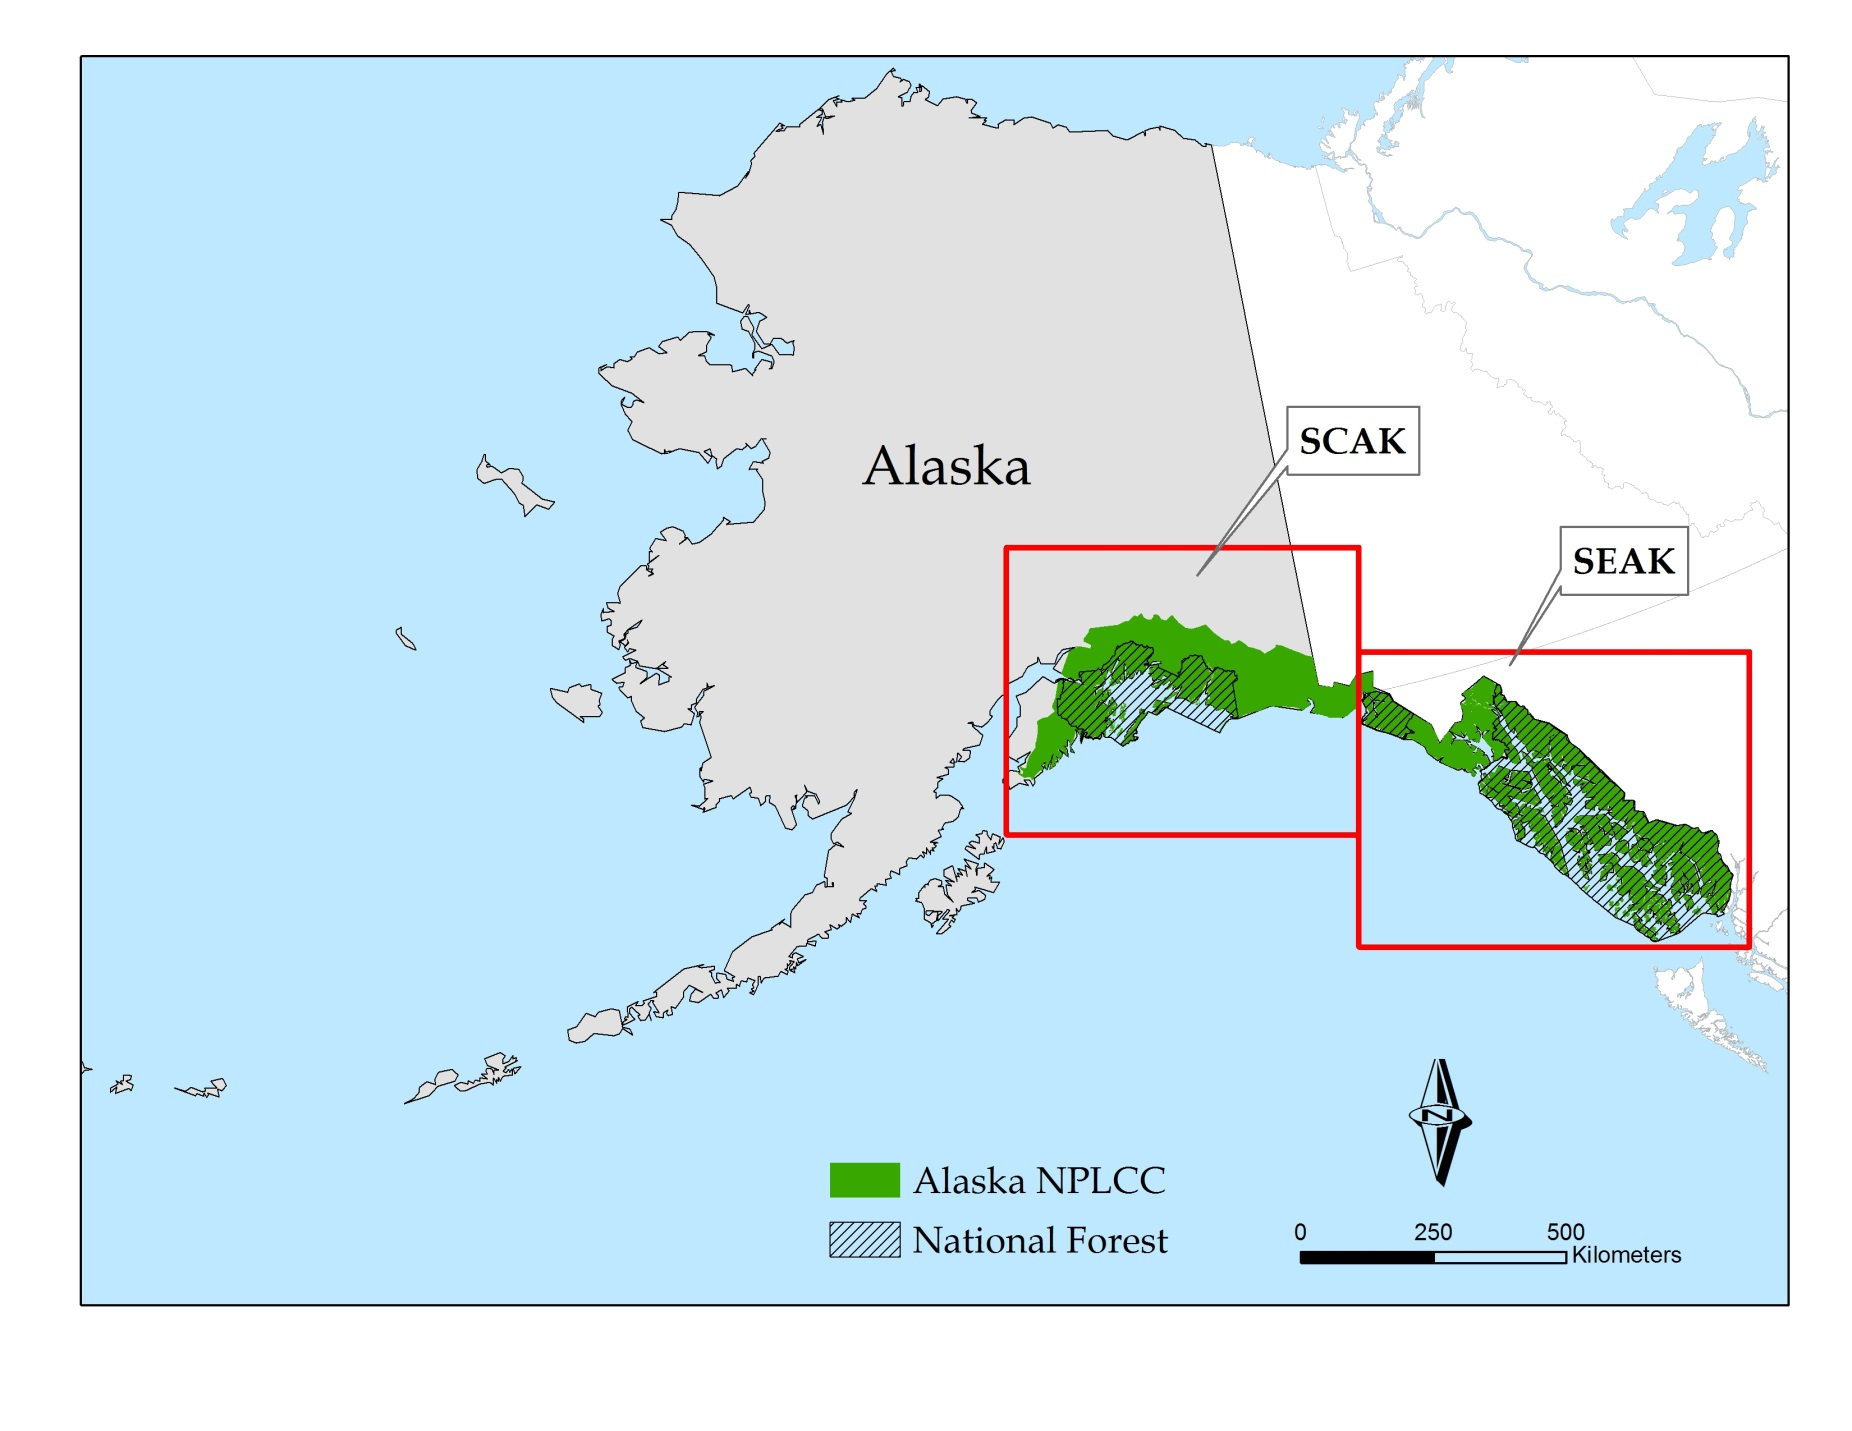 SCAK
Alaska
SEAK
N
Alaska NPLCC
National Forest
0 250 500
Kilometers